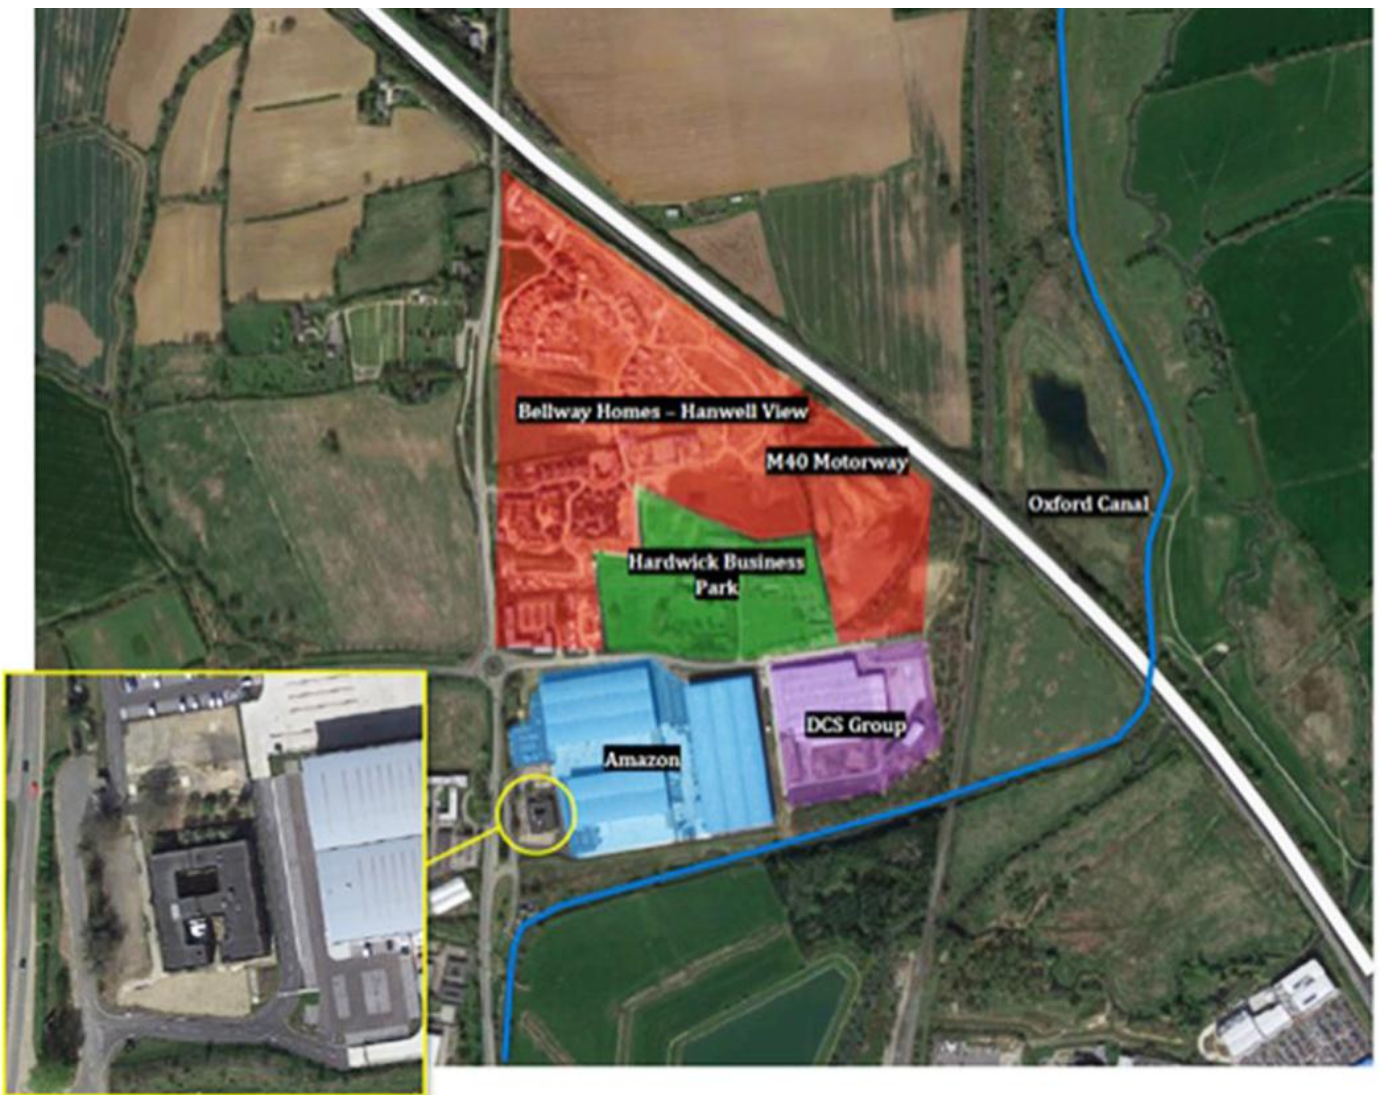 Bellway Homes – Hanwell View
M40 Motorway
Oxford Canal
Hardwick Business
Park
DCS Group
Amazon